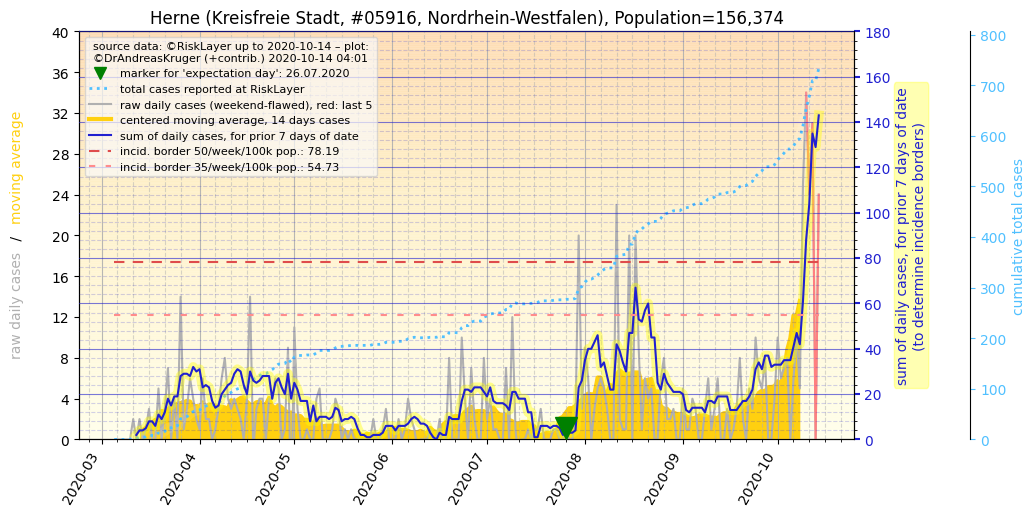 Herne (Kreisfreie Stadt, #05916, Nordrhein-Westfalen), Population=156,374
source data: ©RiskLayer up to 2020-10-14 – plot:
©DrAndreasKruger (+contrib.) 2020-10-14 04:01
marker for 'expectation day': 26.07.2020
total cases reported at RiskLayer
raw daily cases (weekend-flawed), red: last 5
centered moving average, 14 days cases
sum of daily cases, for prior 7 days of date
incid. border 50/week/100k pop.: 78.19
incid. border 35/week/100k pop.: 54.73
raw daily cases / moving average
40
36
32
28
24
20
16
12
8
4
0
2020-03
2020-04
2020-05
2020-06
2020-07
2020-08
2020-09
2020-10
180
160
140
120
100
80
60
40
20
0
sum of daily cases, for prior 7 days of date
(to determine incidence borders)
800
700
600
500
400
300
200
100
0
cumulative total cases